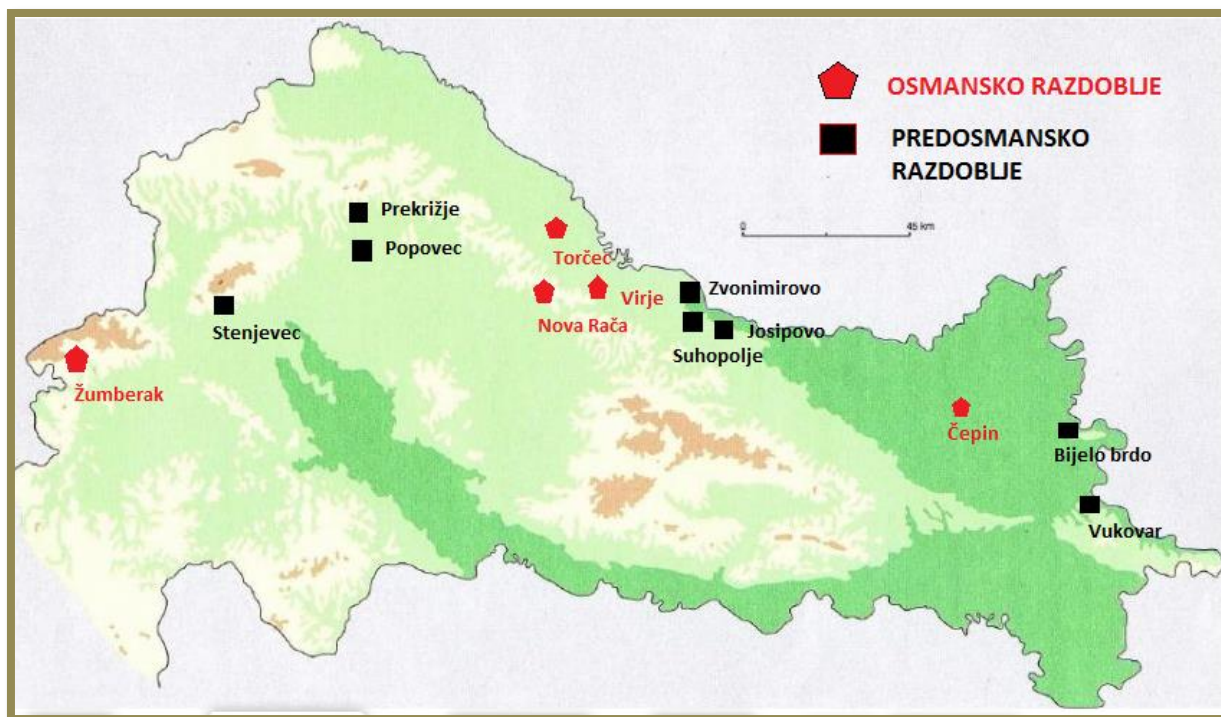 OSMANSKO RAZDOBLJE
PREDOSMANSKO
RAZDOBLJE
Prekrižje
Popovec
Torčec
0 45 km
Zvonimirovo
Virje
Nova Rača
Stenjevec
Josipovo
Suhopolje
Žumberak
Čepin
Bijelo brdo
Vukovar